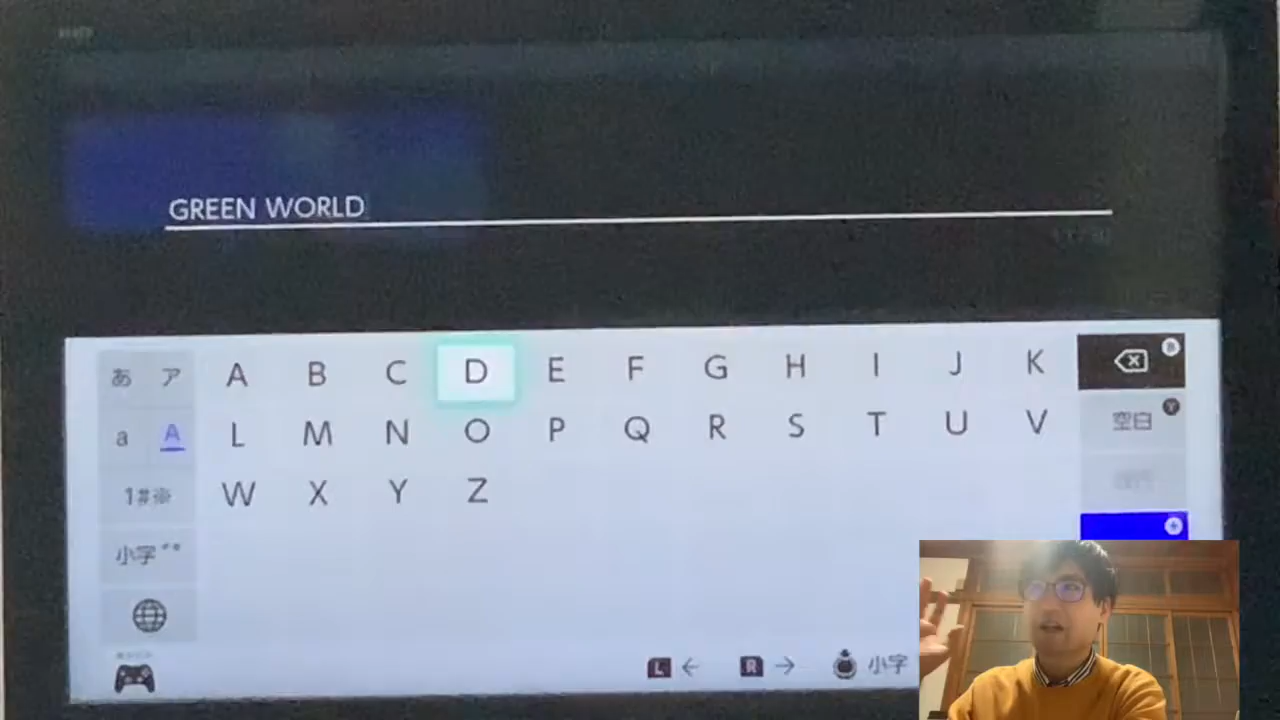 GREEN WORLD
あ ア A B C D E F G H I J K B
a A L M N O P Q R S T U V 空白 Y
1#※ W X Y Z
小字゛゜ +
L ← R → 小字